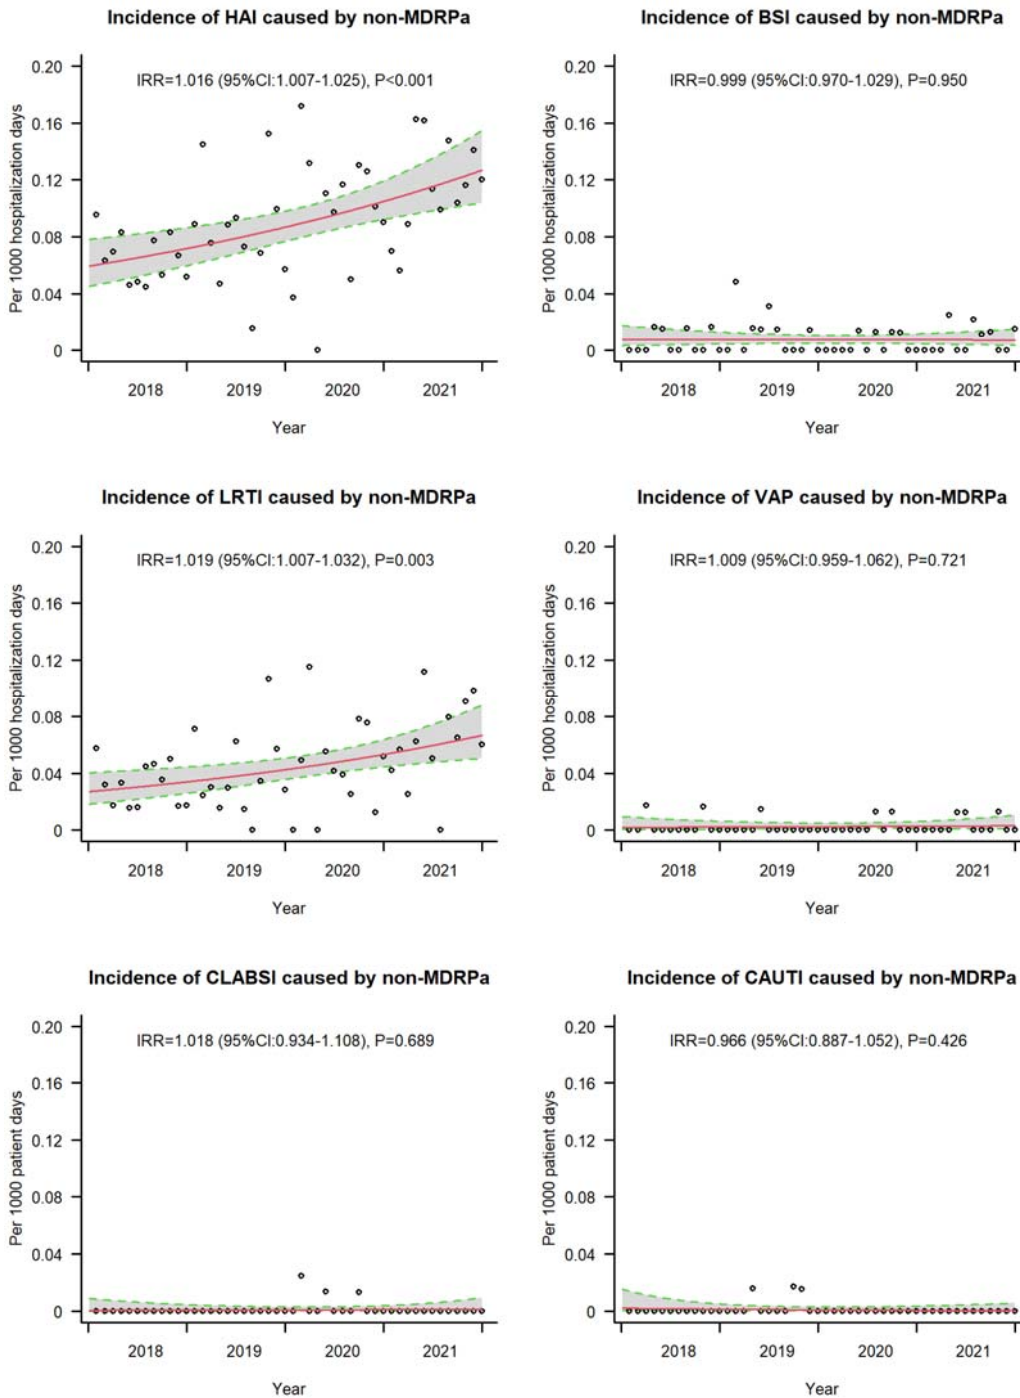 Incidence of HAI caused by non-MDRPa
IRR=1.016 (95%CI:1.007-1.025), P<0.001
Per 1000 hospitalization days
0.20
0.16
0.12
0.08
0.04
0
2018
2019
2020
2021
Year
Incidence of BSI caused by non-MDRPa
IRR=0.999 (95%CI:0.970-1.029), P=0.950
Per 1000 hospitalization days
0.20
0.16
0.12
0.08
0.04
0
2018
2019
2020
2021
Year
Incidence of LRTI caused by non-MDRPa
IRR=1.019 (95%CI:1.007-1.032), P=0.003
Per 1000 hospitalization days
0.20
0.16
0.12
0.08
0.04
0
2018
2019
2020
2021
Year
Incidence of VAP caused by non-MDRPa
IRR=1.009 (95%CI:0.959-1.062), P=0.721
Per 1000 hospitalization days
0.20
0.16
0.12
0.08
0.04
0
2018
2019
2020
2021
Year
Incidence of CLABSI caused by non-MDRPa
IRR=1.018 (95%CI:0.934-1.108), P=0.689
Per 1000 patient days
0.20
0.16
0.12
0.08
0.04
0
2018
2019
2020
2021
Year
Incidence of CAUTI caused by non-MDRPa
IRR=0.966 (95%CI:0.887-1.052), P=0.426
Per 1000 patient days
0.20
0.16
0.12
0.08
0.04
0
2018
2019
2020
2021
Year